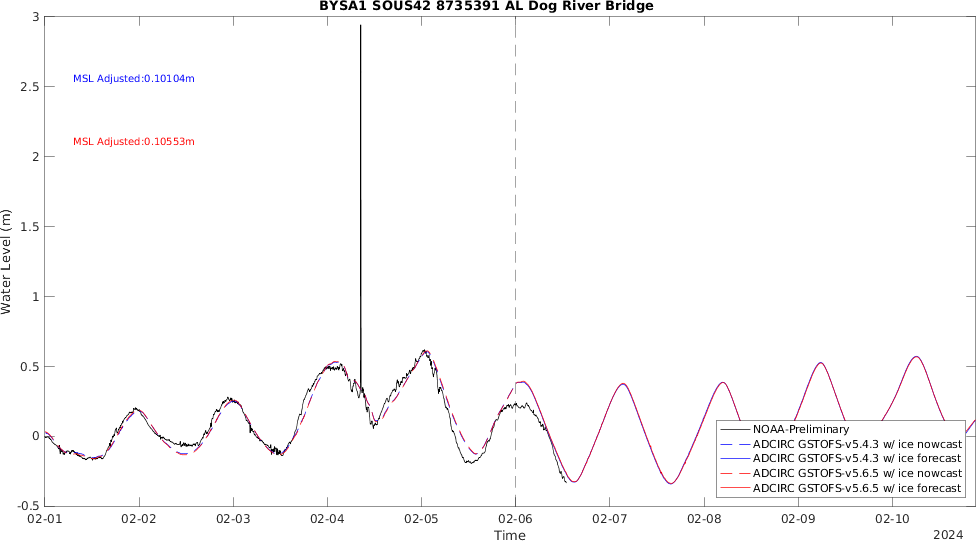 BYSA1 SOUS42 8735391 AL Dog River Bridge
3
2.5
2
1.5
1
0.5
0
-0.5
Water Level (m)
MSL Adjusted:0.10104m
MSL Adjusted:0.10553m
NOAA-Preliminary
ADCIRC GSTOFS-v5.4.3 w/ ice nowcast
ADCIRC GSTOFS-v5.4.3 w/ ice forecast
ADCIRC GSTOFS-v5.6.5 w/ ice nowcast
ADCIRC GSTOFS-v5.6.5 w/ ice forecast
02-01 02-02 02-03 02-04 02-05 02-06 02-07 02-08 02-09 02-10
Time
2024